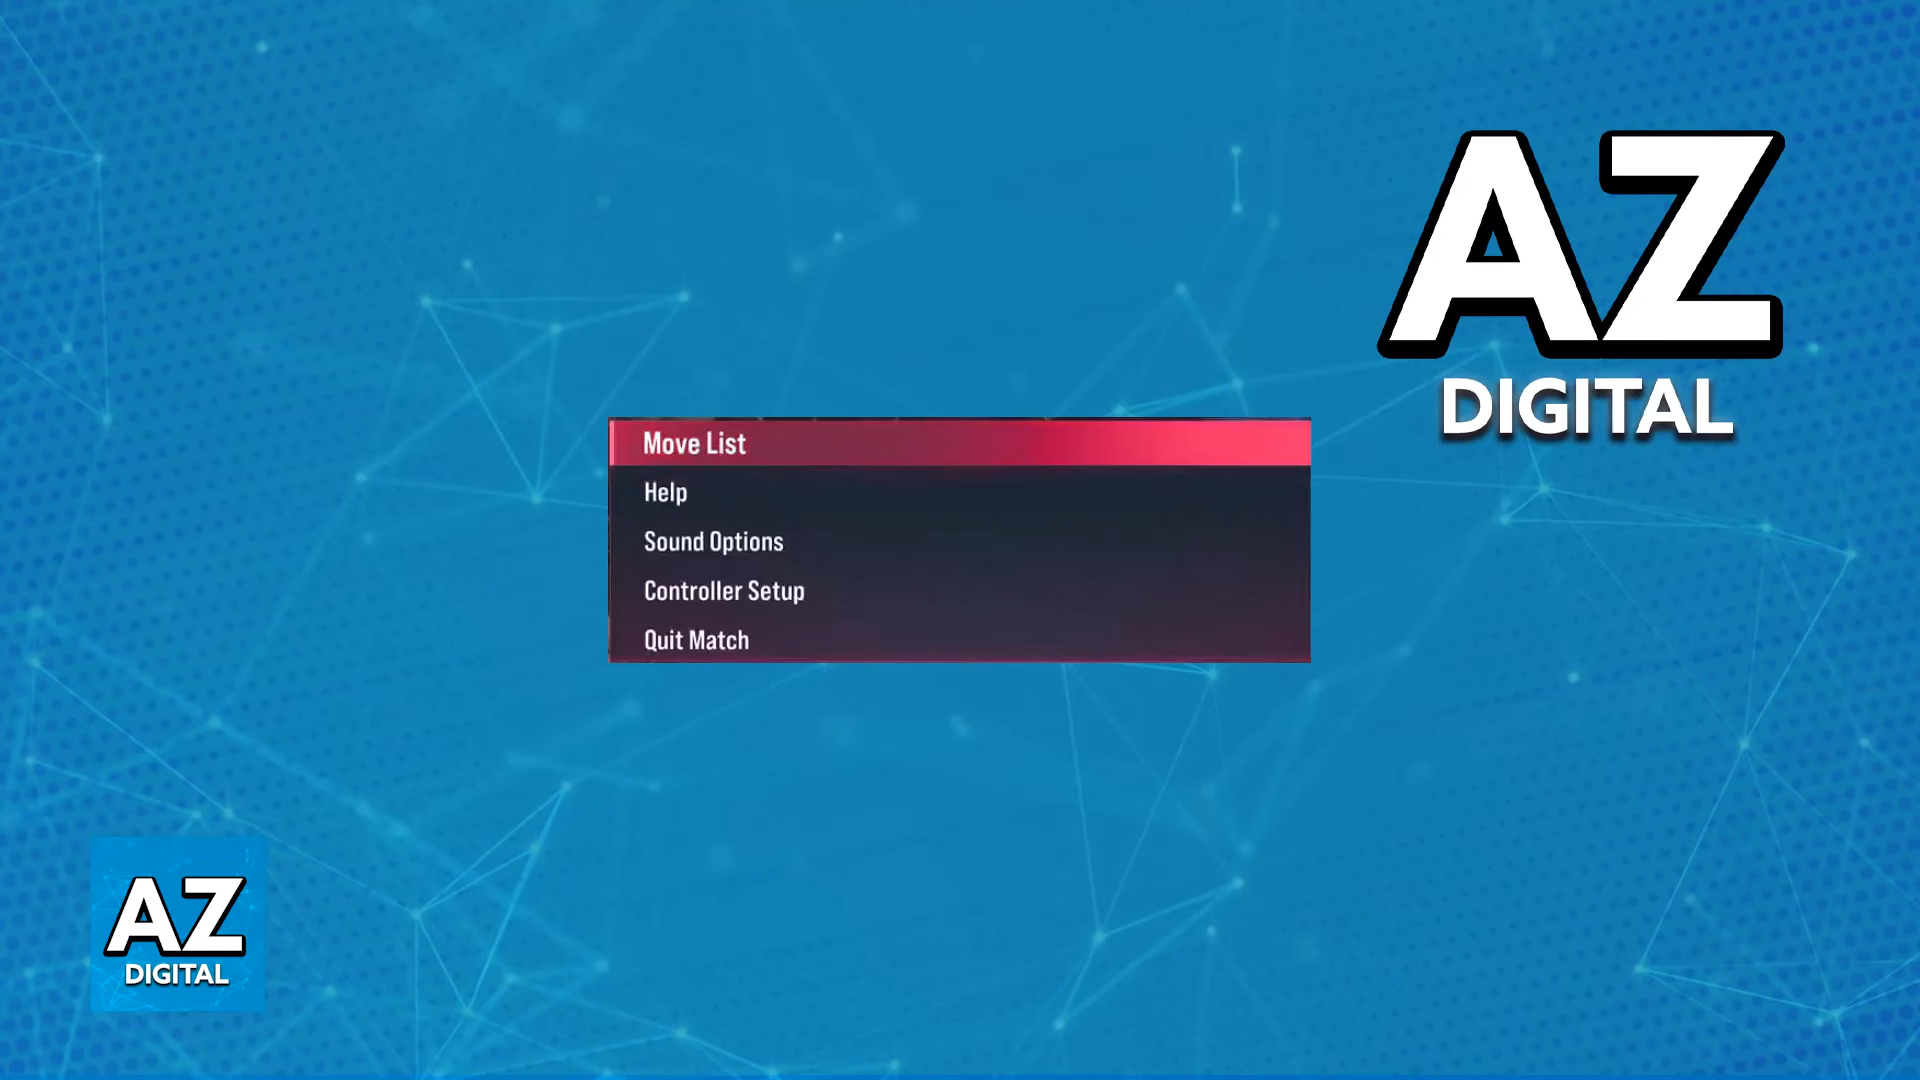 AZ
DIGITAL
Move List
Help
Sound Options
Controller Setup
Quit Match
AZ
DIGITAL